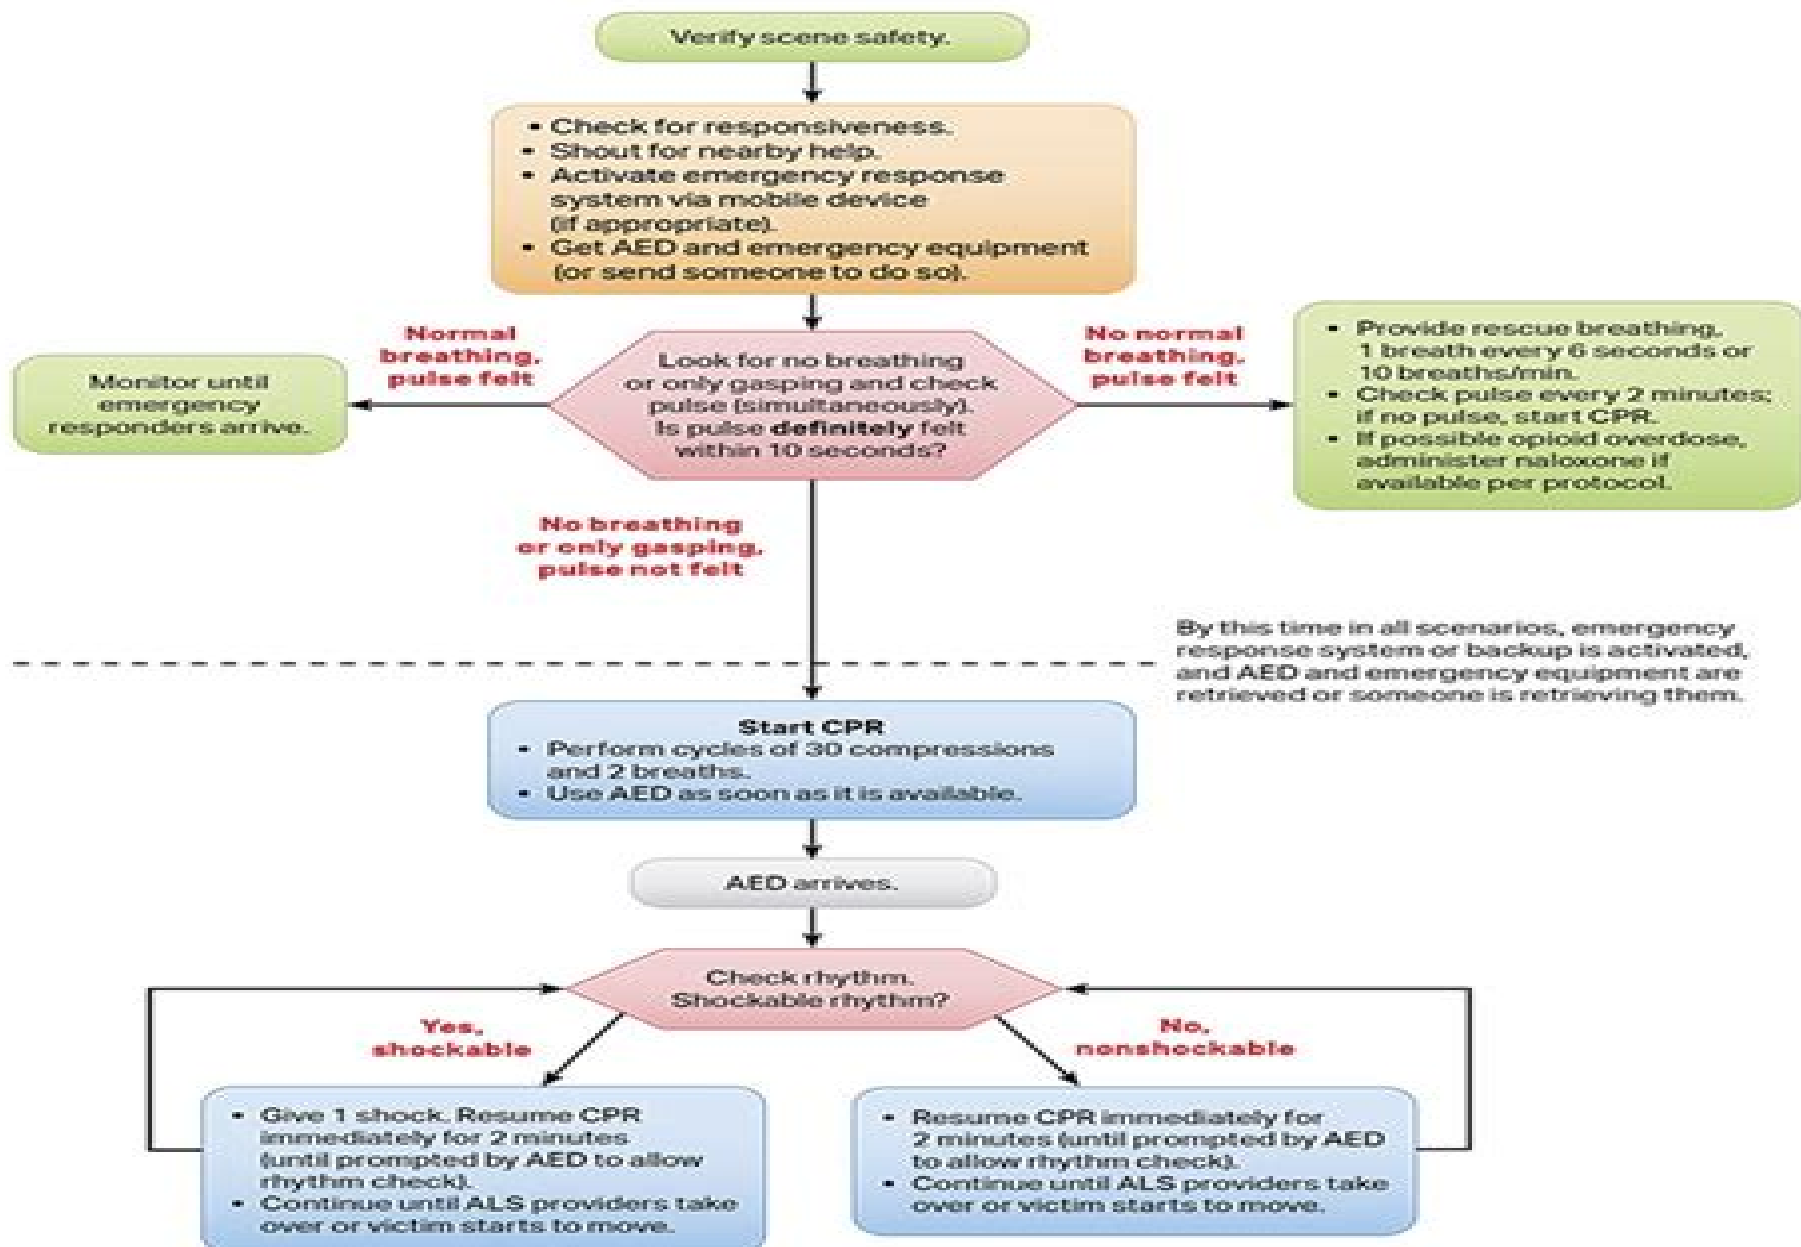 Verify scene safety.
• Check for responsiveness.
• Shout for nearby help.
• Activate emergency response
system via mobile device
(if appropriate).
• Get AED and emergency equipment
(or send someone to do so).
Normal
breathing,
pulse felt
Monitor until
emergency
responders arrive.
Look for no breathing
or only gasping and check
pulse (simultaneously).
Is pulse definitely felt
within 10 seconds?
No normal
breathing,
pulse felt
• Provide rescue breathing,
1 breath every 6 seconds or
10 breaths/min.
• Check pulse every 2 minutes;
if no pulse, start CPR.
• If possible opioid overdose,
administer naloxone if
available per protocol.
No breathing
or only gasping,
pulse not felt
By this time in all scenarios, emergency
response system or backup is activated,
and AED and emergency equipment are
retrieved or someone is retrieving them.
Start CPR
• Perform cycles of 30 compressions
and 2 breaths.
• Use AED as soon as it is available.
AED arrives.
Check rhythm.
Shockable rhythm?
Yes,
shockable
No,
nonshockable
• Give 1 shock. Resume CPR
immediately for 2 minutes
(until prompted by AED to allow
rhythm check).
• Continue until ALS providers take
over or victim starts to move.
• Resume CPR immediately for
2 minutes (until prompted by AED
to allow rhythm check).
• Continue until ALS providers take
over or victim starts to move.